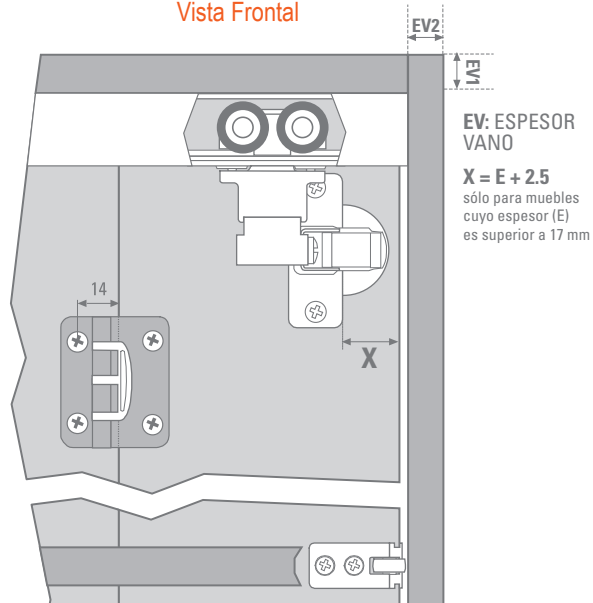 Vista Frontal
EV2
EV1
EV: ESPESOR
VANO
X = E + 2.5
sólo para muebles
cuyo espesor (E)
es superior a 17 mm
14
X